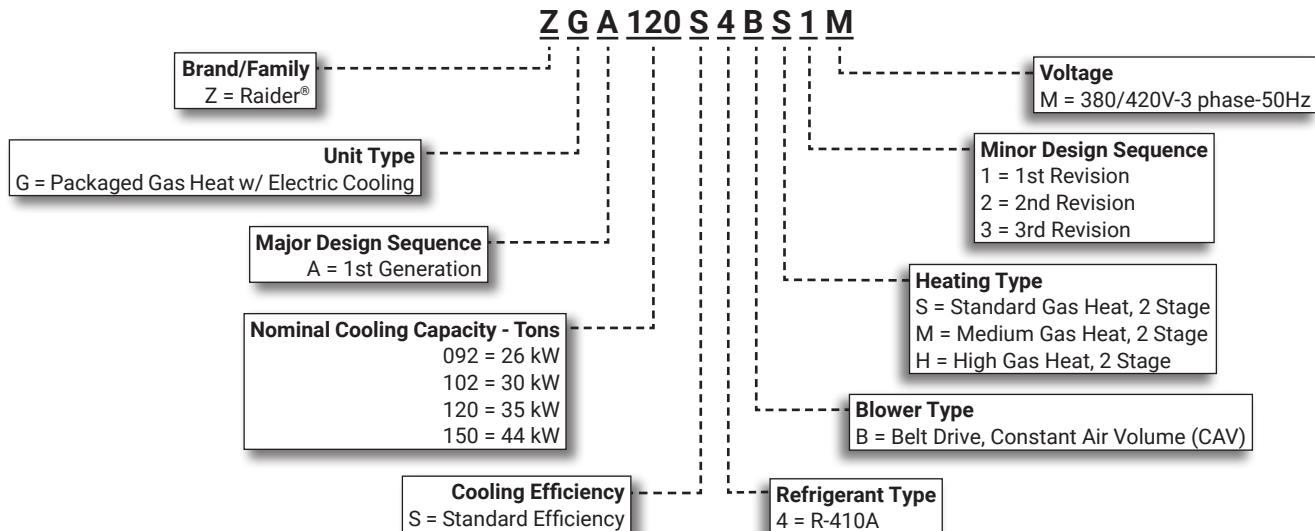 Z G A 120 S 4 B S 1 M
Brand/Family
Z = Raider®
Unit Type
G = Packaged Gas Heat w/ Electric Cooling
Major Design Sequence
A = 1st Generation
Nominal Cooling Capacity - Tons
092 = 26 kW
102 = 30 kW
120 = 35 kW
150 = 44 kW
Cooling Efficiency
S = Standard Efficiency
Voltage
M = 380/420V-3 phase-50Hz
Minor Design Sequence
1 = 1st Revision
2 = 2nd Revision
3 = 3rd Revision
Heating Type
S = Standard Gas Heat, 2 Stage
M = Medium Gas Heat, 2 Stage
H = High Gas Heat, 2 Stage
Blower Type
B = Belt Drive, Constant Air Volume (CAV)
Refrigerant Type
4 = R-410A